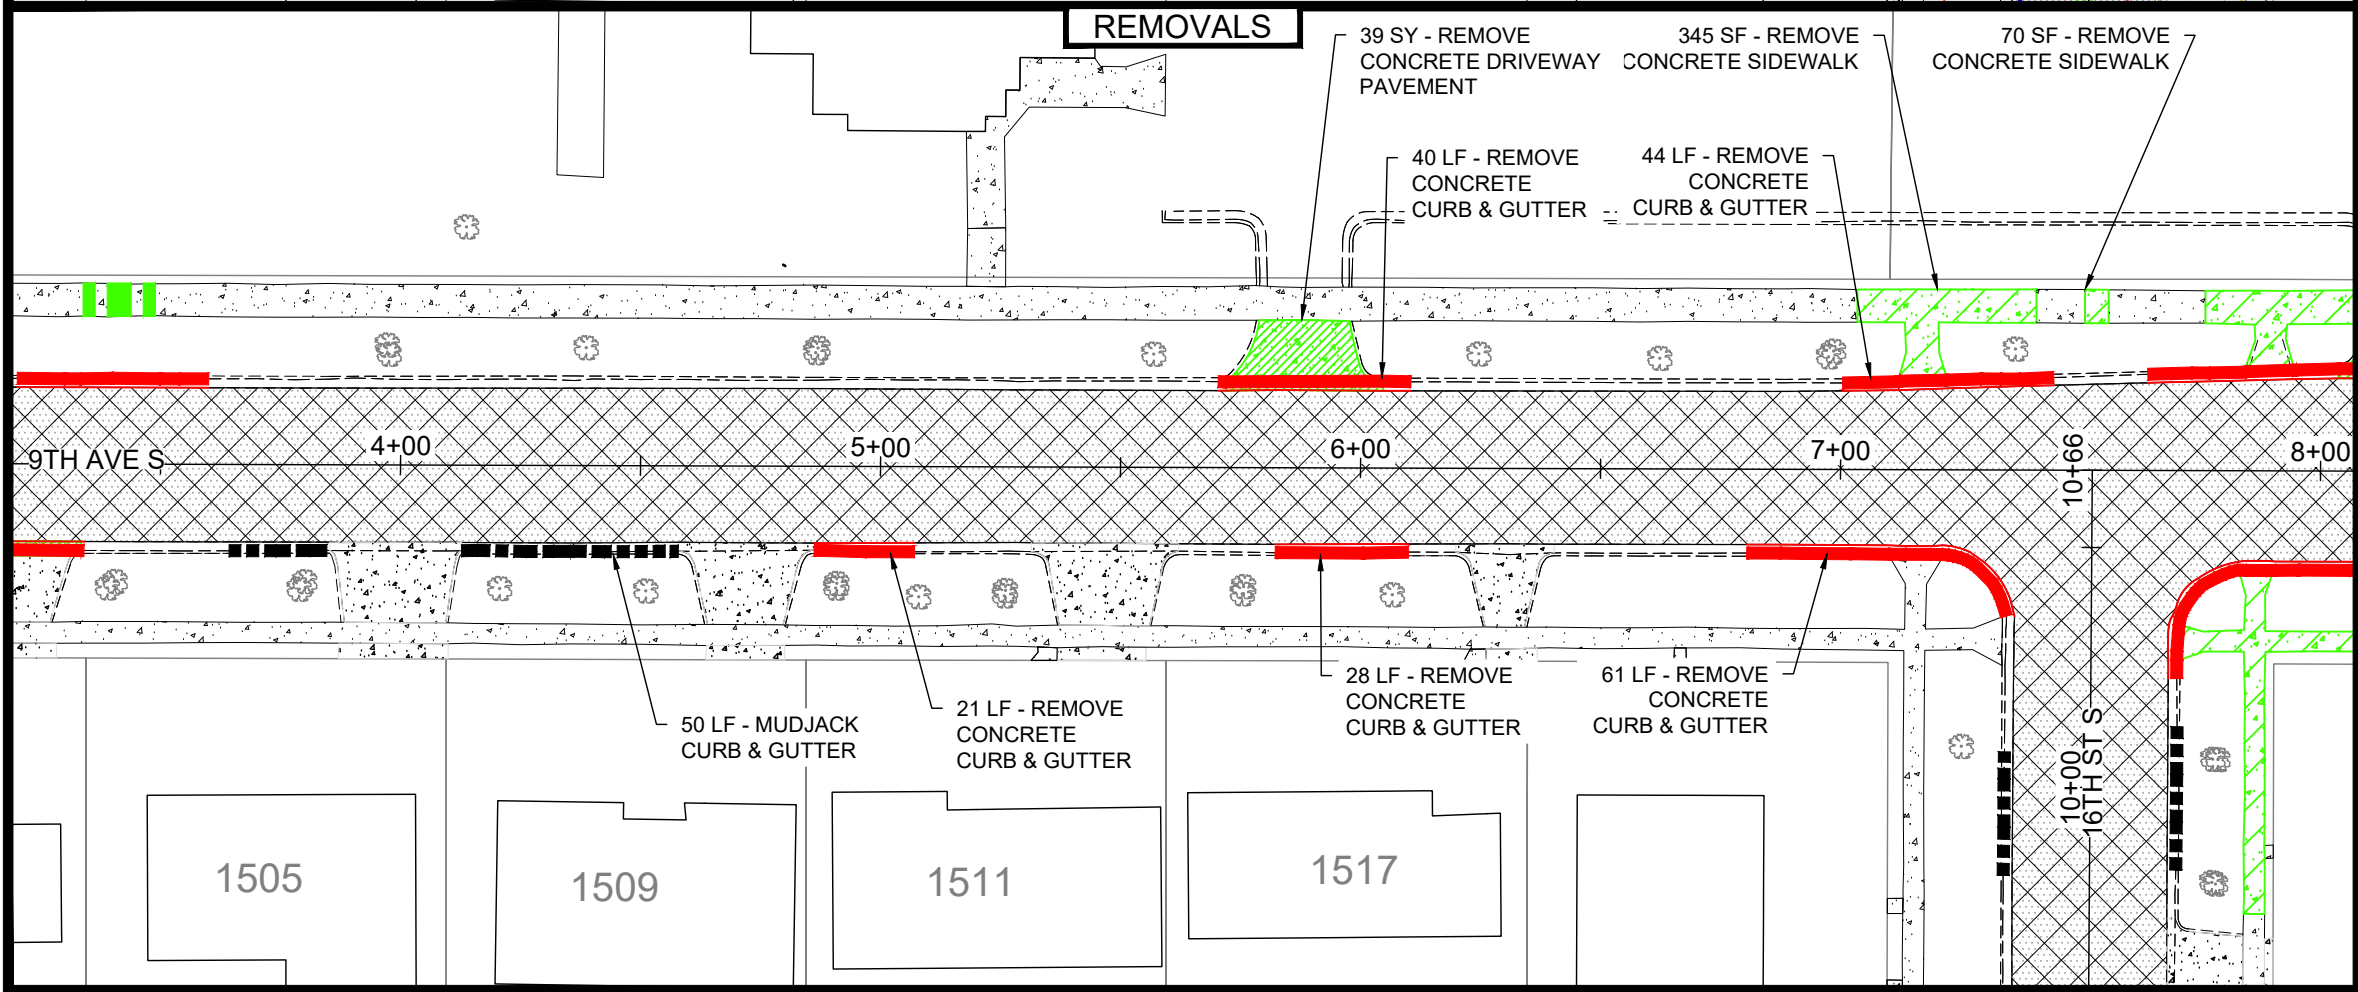 REMOVALS
39 SY - REMOVE
CONCRETE DRIVEWAY
PAVEMENT
345 SF - REMOVE
CONCRETE SIDEWALK
70 SF - REMOVE
CONCRETE SIDEWALK
40 LF - REMOVE
CONCRETE
CURB & GUTTER
44 LF - REMOVE
CONCRETE
CURB & GUTTER
9TH AVE S
4+00
5+00
6+00
7+00
10+66
8+00
50 LF - MUDJACK
CURB & GUTTER
21 LF - REMOVE
CONCRETE
CURB & GUTTER
28 LF - REMOVE
CONCRETE
CURB & GUTTER
61 LF - REMOVE
CONCRETE
CURB & GUTTER
10+00
16TH ST S
1505
1509
1511
1517